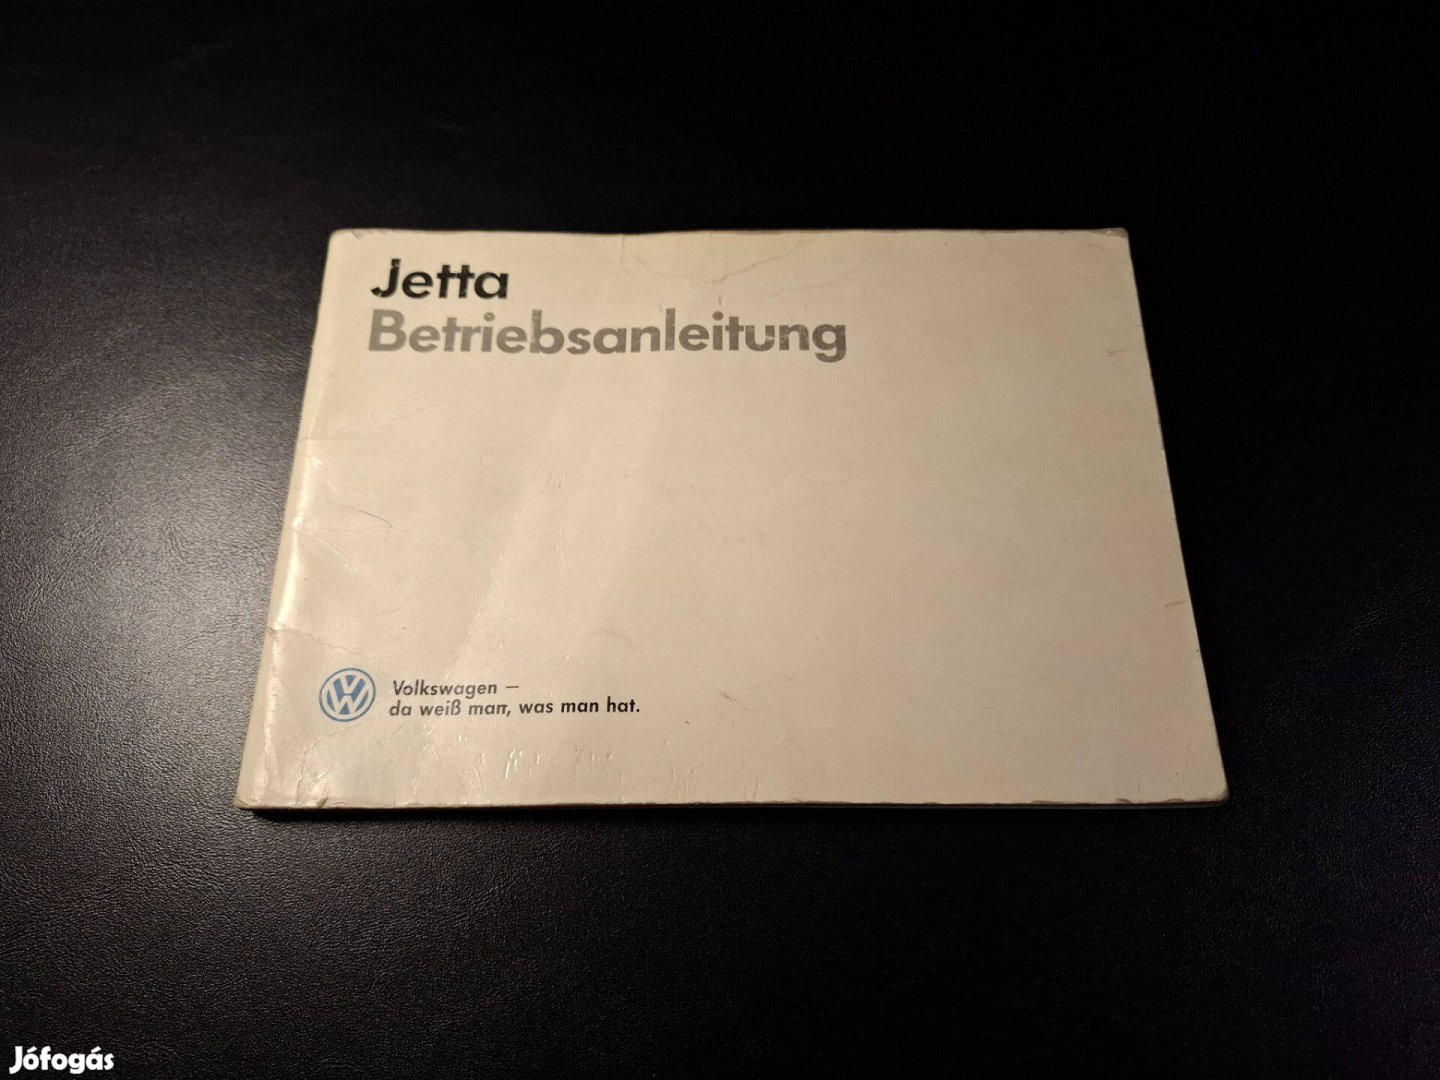 Jetta
Betriebsanleitung
Volkswagen –
da weiß man, was man hat.
Jófogás